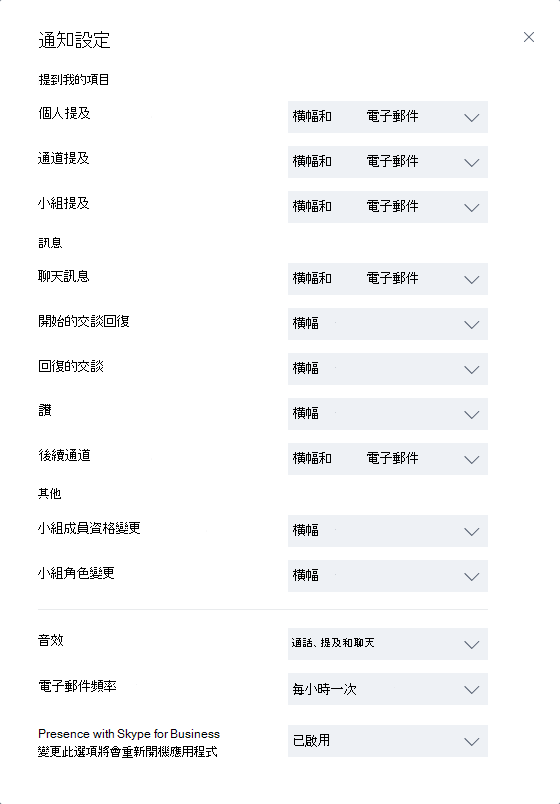 通知設定
提到我的項目
個人提及 橫幅和 電子郵件
通道提及 橫幅和 電子郵件
小組提及 橫幅和 電子郵件
訊息
聊天訊息 橫幅和 電子郵件
開始的交談回復 橫幅
回復的交談 橫幅
讚 橫幅
後續通道 橫幅和 電子郵件
其他
小組成員資格變更 橫幅
小組角色變更 橫幅
音效 通話、提及和聊天
電子郵件頻率 每小時一次
Presence with Skype for Business
變更此選項將會重新開機應用程式 已啟用